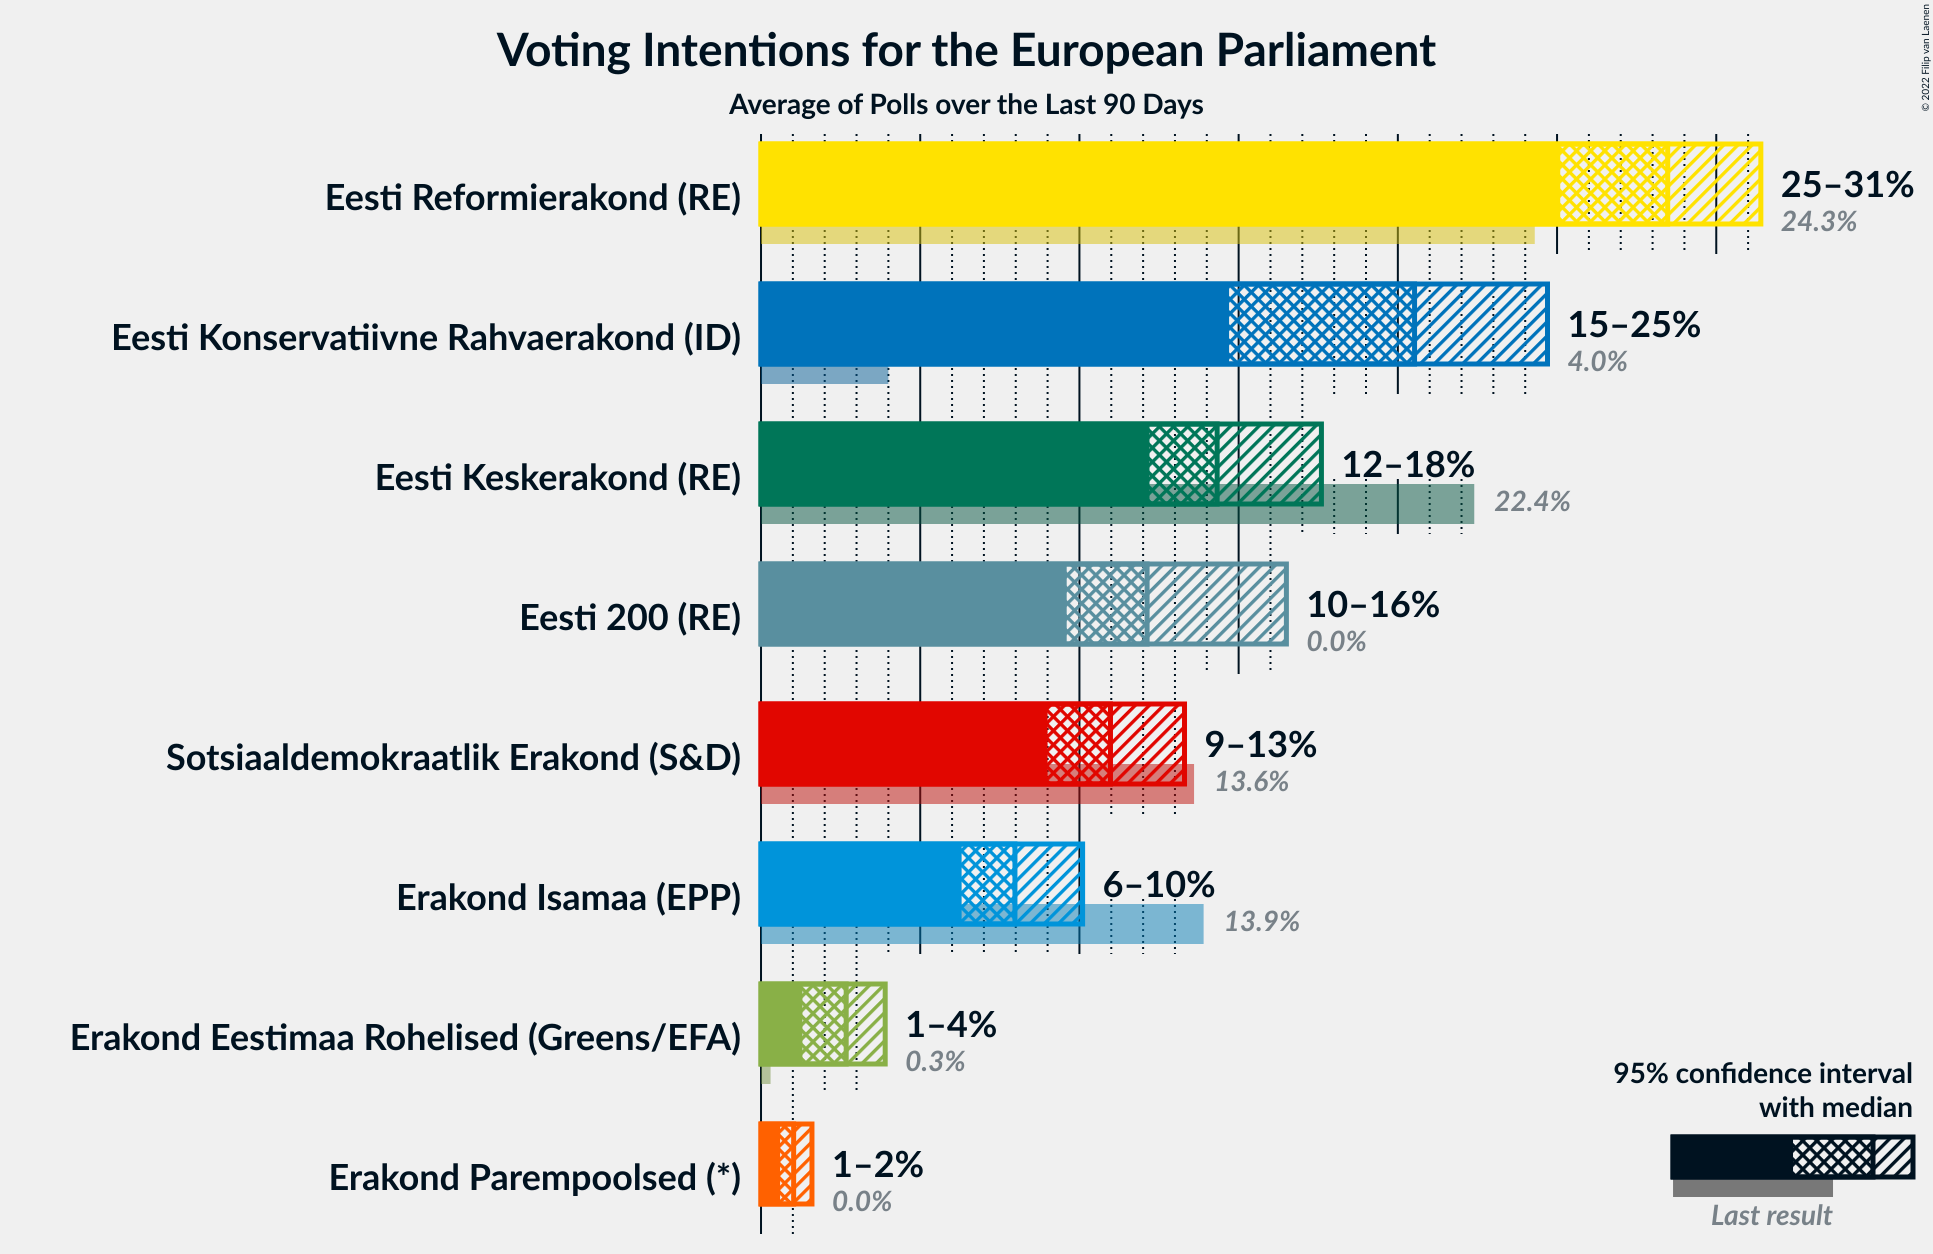 Voting Intentions for the European Parliament
Average of Polls over the Last 90 Days
© 2022 Filip van Laenen
Eesti Reformierakond (RE)
25–31%
24.3%
Eesti Konservatiivne Rahvaerakond (ID)
15–25%
4.0%
Eesti Keskerakond (RE)
12–18%
22.4%
Eesti 200 (RE)
10–16%
0.0%
Sotsiaaldemokraatlik Erakond (S&D)
9–13%
13.6%
Erakond Isamaa (EPP)
6–10%
13.9%
Erakond Eestimaa Rohelised (Greens/EFA)
1–4%
0.3%
Erakond Parempoolsed (*)
1–2%
0.0%
95% confidence interval
with median
Last result